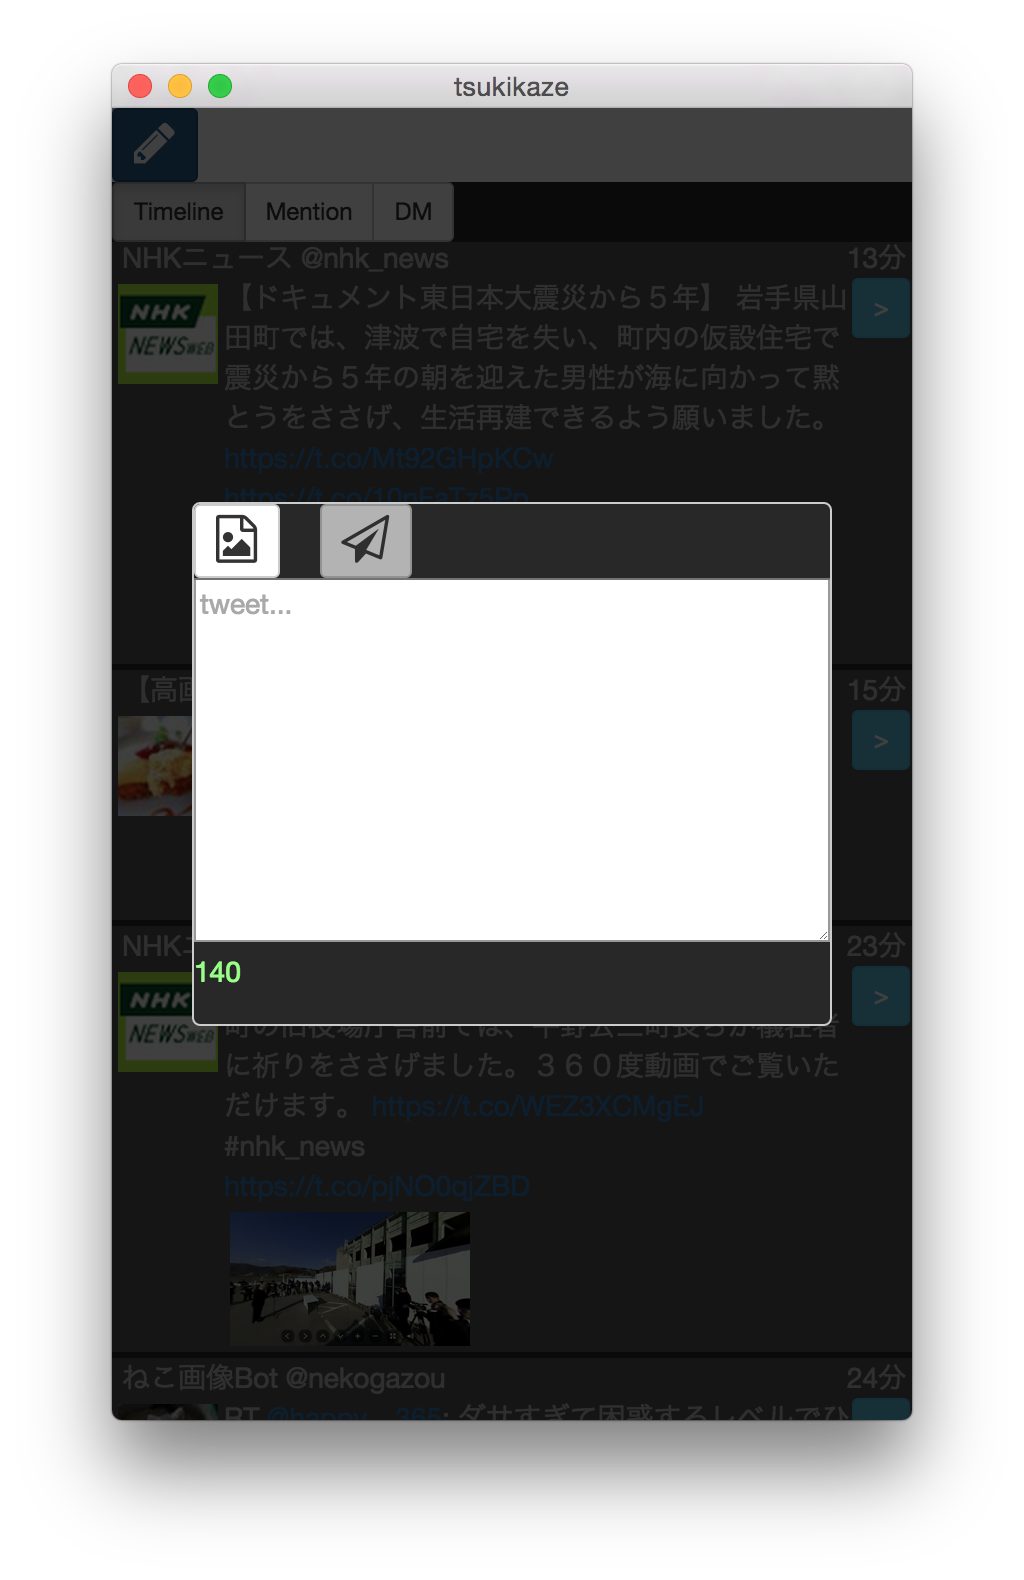 tsukikaze
Timeline Mention DM
NHKニュース @nhk_news 13分
【ドキュメント東日本大震災から５年】 岩手県山
田町では、津波で自宅を失い、町内の仮設住宅で
震災から５年の朝を迎えた男性が海に向かって黙
とうをささげ、生活再建できるよう願いました。
https://t.co/Mt92GHpKCw
>
NHK
NEWS WEB
tweet...
140
【高画 15分
>
NHKニ 23分
>
NHK
NEWS WEB
に祈りをささげました。３６０度動画でご覧いた
だけます。 https://t.co/WEZ3XCMgEJ
#nhk_news
https://t.co/pjNO0qjZBD
ねこ画像Bot @nekogazou 24分
RT @happy__365: ダサすぎて困惑するレベルでひ